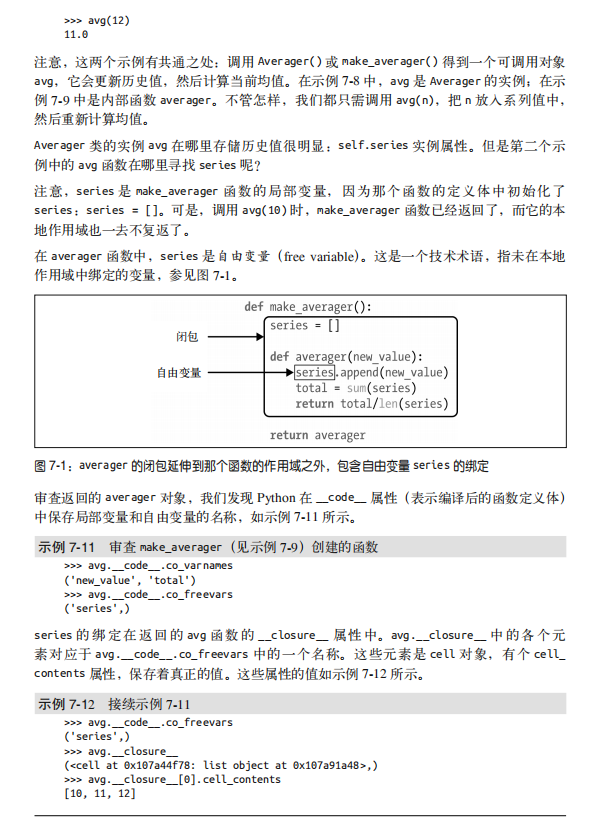 >>> avg(12)
11.0
注意，这两个示例有共通之处：调用 Averager() 或 make_averager() 得到一个可调用对象
avg，它会更新历史值，然后计算当前均值。在示例 7-8 中，avg 是 Averager 的实例；在示
例 7-9 中是内部函数 averager。不管怎样，我们都只需调用 avg(n)，把 n 放入系列值中，
然后重新计算均值。
Averager 类的实例 avg 在哪里存储历史值很明显：self.series 实例属性。但是第二个示
例中的 avg 函数在哪里寻找 series 呢？
注意，series 是 make_averager 函数的局部变量，因为那个函数的定义体中初始化了
series：series = []。可是，调用 avg(10) 时，make_averager 函数已经返回了，而它的本
地作用域也一去不复返了。
在 averager 函数中，series 是自由变量（free variable）。这是一个技术术语，指未在本地
作用域中绑定的变量，参见图 7-1。
def make_averager():
闭包
series = []
def averager(new_value):
自由变量
series.append(new_value)
total = sum(series)
return total/len(series)
return averager
图 7-1：averager 的闭包延伸到那个函数的作用域之外，包含自由变量 series 的绑定
审查返回的 averager 对象，我们发现 Python 在 __code__ 属性（表示编译后的函数定义体）
中保存局部变量和自由变量的名称，如示例 7-11 所示。
示例 7-11 审查 make_averager（见示例 7-9）创建的函数
>>> avg.__code__.co_varnames
('new_value', 'total')
>>> avg.__code__.co_freevars
('series',)
series 的绑定在返回的 avg 函数的 __closure__ 属性中。avg.__closure__ 中的各个元
素对应于 avg.__code__.co_freevars 中的一个名称。这些元素是 cell 对象，有个 cell_
contents 属性，保存着真正的值。这些属性的值如示例 7-12 所示。
示例 7-12 接续示例 7-11
>>> avg.__code__.co_freevars
('series',)
>>> avg.__closure__
(<cell at 0x107a44f78: list object at 0x107a91a48>,)
>>> avg.__closure__[0].cell_contents
[10, 11, 12]